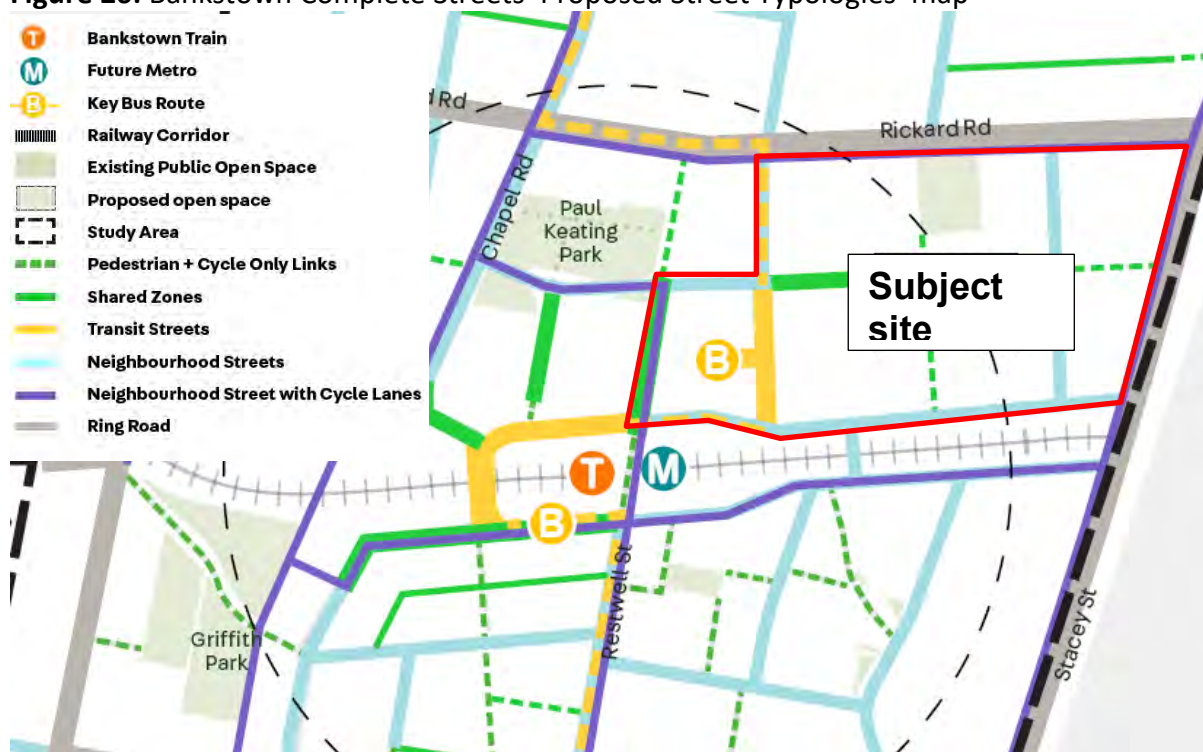 Figure 20: Bankstown Complete Streets 'Proposed Street Typologies' map
T Bankstown Train
M Future Metro
B Key Bus Route
Railway Corridor
Existing Public Open Space
Proposed open space
Study Area
Pedestrian + Cycle Only Links
Shared Zones
Transit Streets
Neighbourhood Streets
Neighbourhood Street with Cycle Lanes
Ring Road
d Rd
Rickard Rd
Chapel Rd
Paul
Keating
Park
Subject
site
B
T
M
B
Restwell St
Griffith
Park
Stacey St